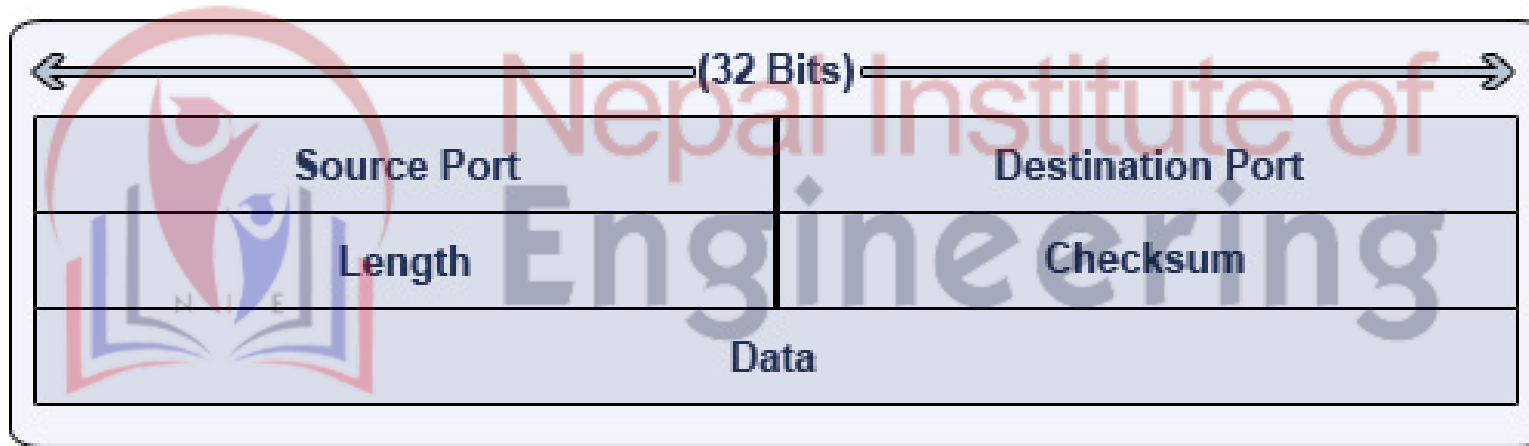 (32 Bits)
Nepal Institute of
Engineering
Source Port Destination Port
Length Checksum
Data
N I E